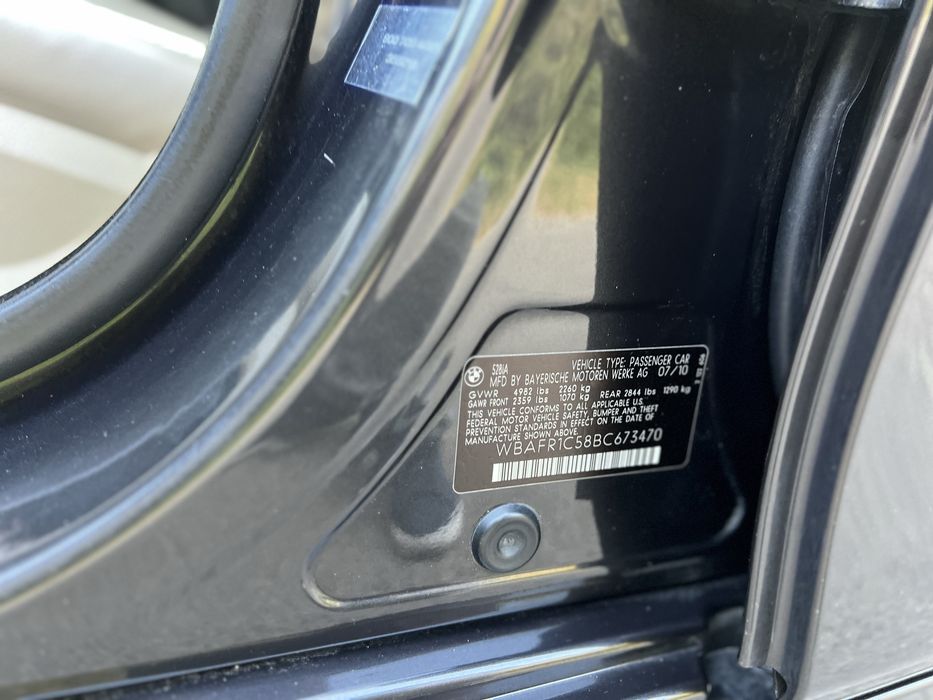 528iA VEHICLE TYPE: PASSENGER CAR
MFD BY BAYERISCHE MOTOREN WERKE AG 07/10
GVWR 4982 lbs 2260 kg
GAWR FRONT 2359 lbs 1070 kg REAR 2844 lbs 1290 kg
THIS VEHICLE CONFORMS TO ALL APPLICABLE U.S.
FEDERAL MOTOR VEHICLE SAFETY, BUMPER AND THEFT
PREVENTION STANDARDS IN EFFECT ON THE DATE OF
MANUFACTURE SHOWN ABOVE.
WBAFR1C58BC673470